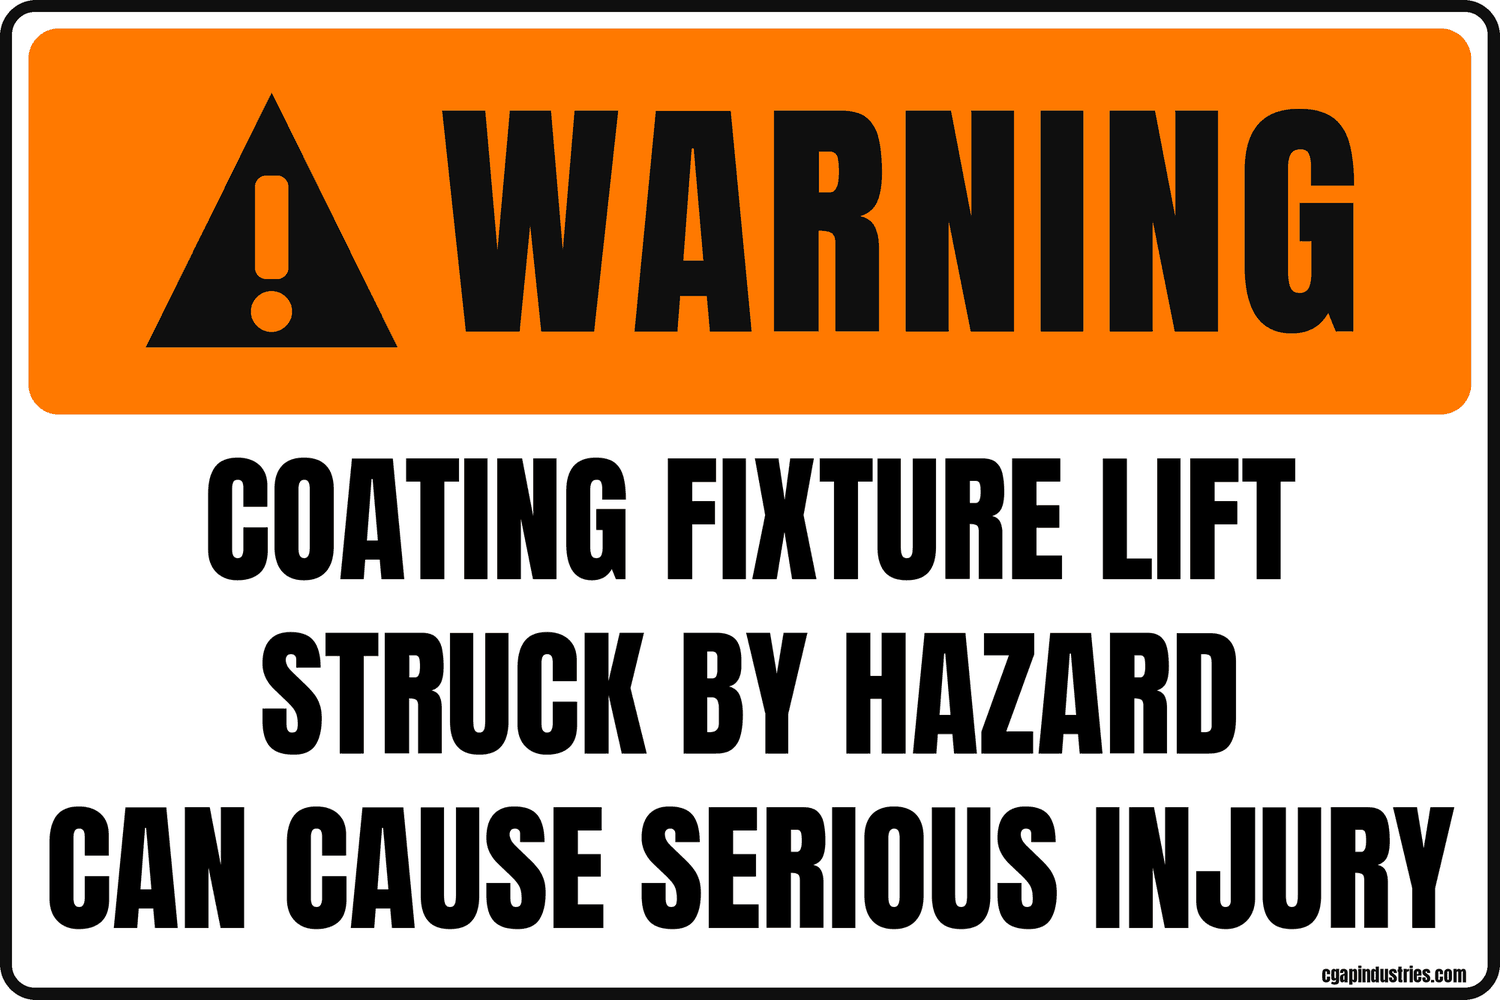 WARNING
COATING FIXTURE LIFT
STRUCK BY HAZARD
CAN CAUSE SERIOUS INJURY
cgapindustries.com